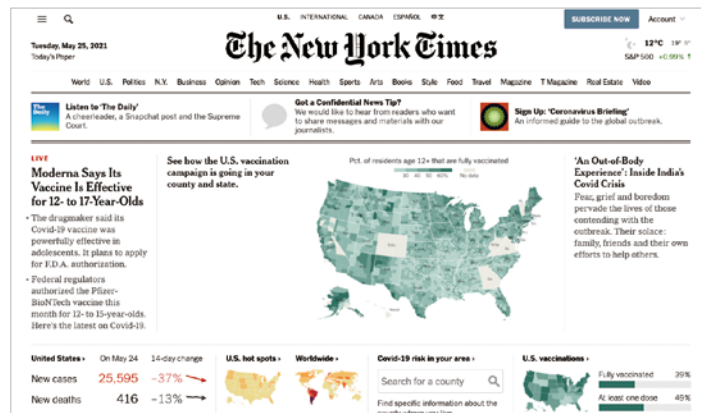 U.S. INTERNATIONAL CANADA ESPAÑOL 中文
SUBSCRIBE NOW
Account
Tuesday, May 25, 2021
Today's Paper
The New York Times
12°C 19°
S&P 500 +0.99% ↑
World U.S. Politics N.Y. Business Opinion Tech Science Health Sports Arts Books Style Food Travel Magazine T Magazine Real Estate Video
The Daily
Listen to 'The Daily'
A cheerleader, a Snapchat post and the Supreme
Court.
Got a Confidential News Tip?
We would like to hear from readers who want
to share messages and materials with our
journalists.
Sign Up: 'Coronavirus Briefing'
An informed guide to the global outbreak.
LIVE
Moderna Says Its
Vaccine Is Effective
for 12- to 17-Year-Olds
• The drugmaker said its
Covid-19 vaccine was
powerfully effective in
adolescents. It plans to apply
for F.D.A. authorization.
• Federal regulators
authorized the Pfizer-
BioNTech vaccine this
month for 12- to 15-year-olds.
Here's the latest on Covid-19.
See how the U.S. vaccination
campaign is going in your
county and state.
Pct. of residents age 12+ that are fully vaccinated
30 40 50 60%
No data
'An Out-of-Body
Experience': Inside India's
Covid Crisis
Fear, grief and boredom
pervade the lives of those
contending with the
outbreak. Their solace:
family, friends and their own
efforts to help others.
United States › On May 24 14-day change
New cases 25,595 –37%
New deaths 416 –13%
U.S. hot spots ›
Worldwide ›
Covid-19 risk in your area ›
Search for a county
Find specific information about the
U.S. vaccinations ›
Fully vaccinated 39%
At least one dose 49%